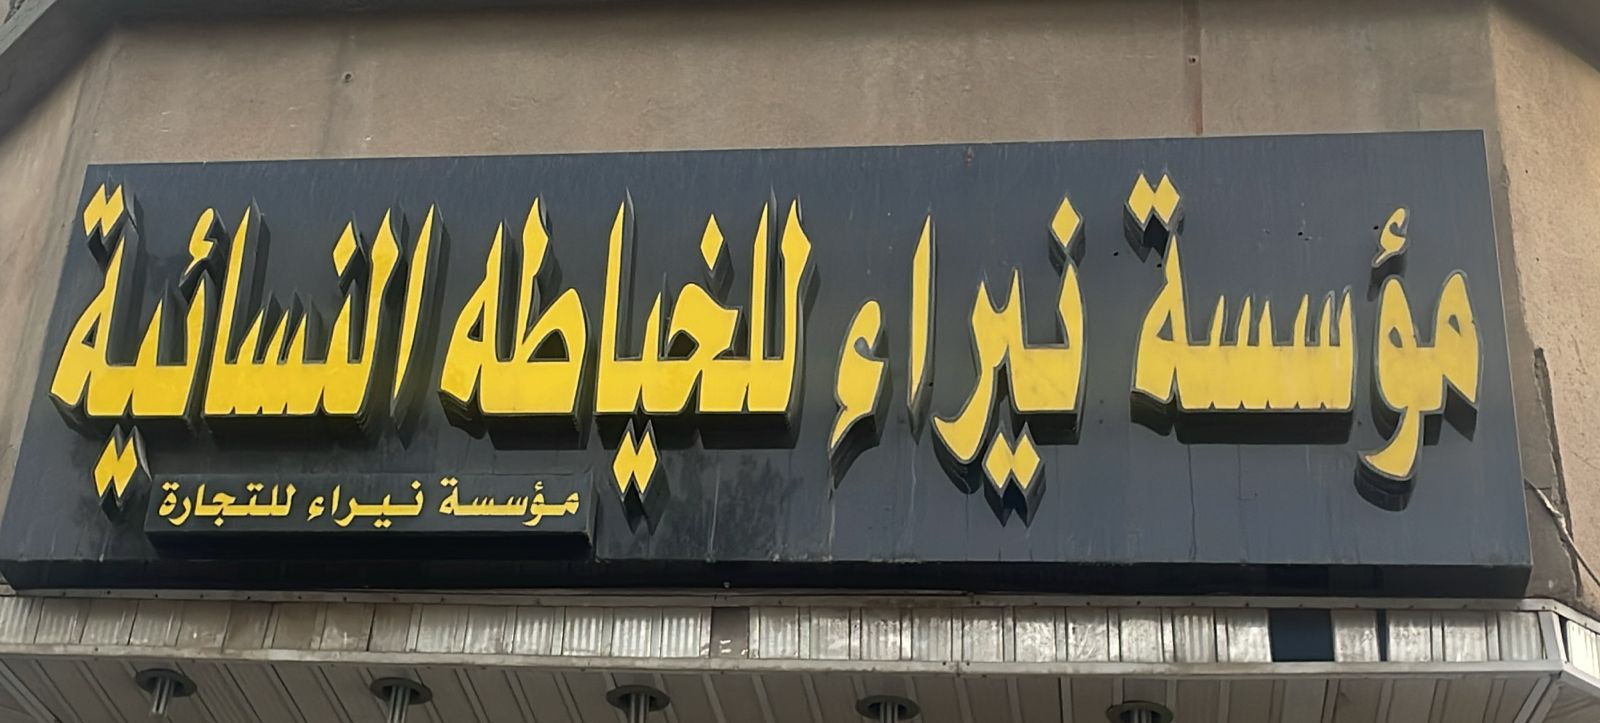 مؤسسة نيراء للخياطه النسائية
مؤسسة نيراء للتجارة